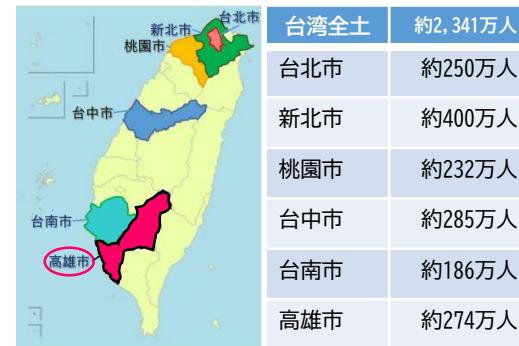 台北市
新北市
桃園市
台中市
台南市
高雄市
台湾全土 約2,341万人
台北市 約250万人
新北市 約400万人
桃園市 約232万人
台中市 約285万人
台南市 約186万人
高雄市 約274万人